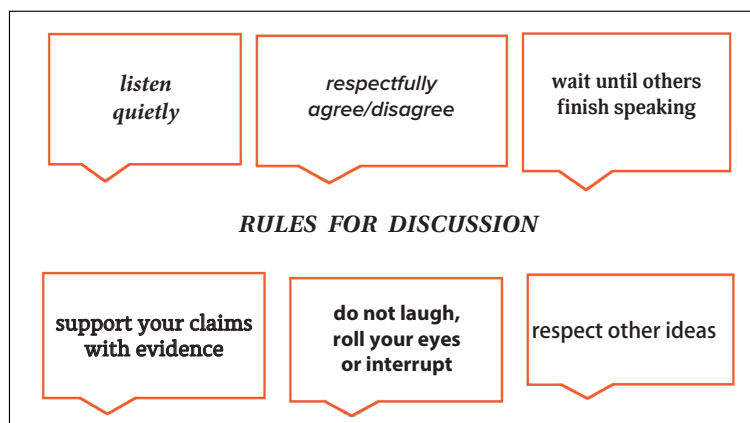 listen
quietly
respectfully
agree/disagree
wait until others
finish speaking
RULES FOR DISCUSSION
support your claims
with evidence
do not laugh,
roll your eyes
or interrupt
respect other ideas